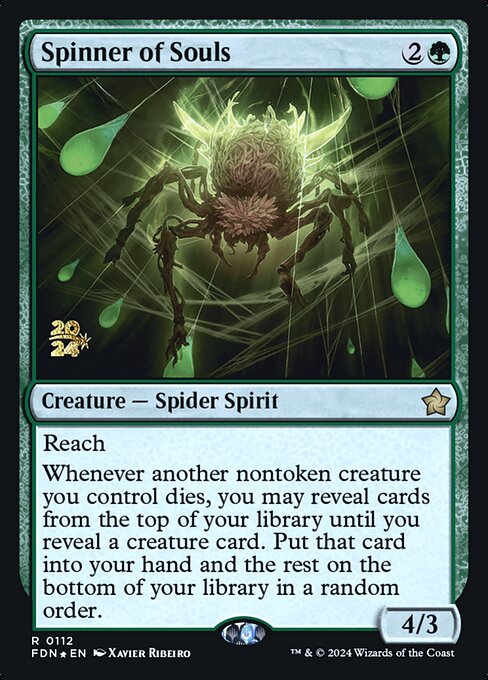 Spinner of Souls 2
20
24
Creature — Spider Spirit
Reach
Whenever another nontoken creature
you control dies, you may reveal cards
from the top of your library until you
reveal a creature card. Put that card
into your hand and the rest on the
bottom of your library in a random
order.
4/3
R 0112
FDN★EN Xavier Ribeiro
™ & © 2024 Wizards of the Coast